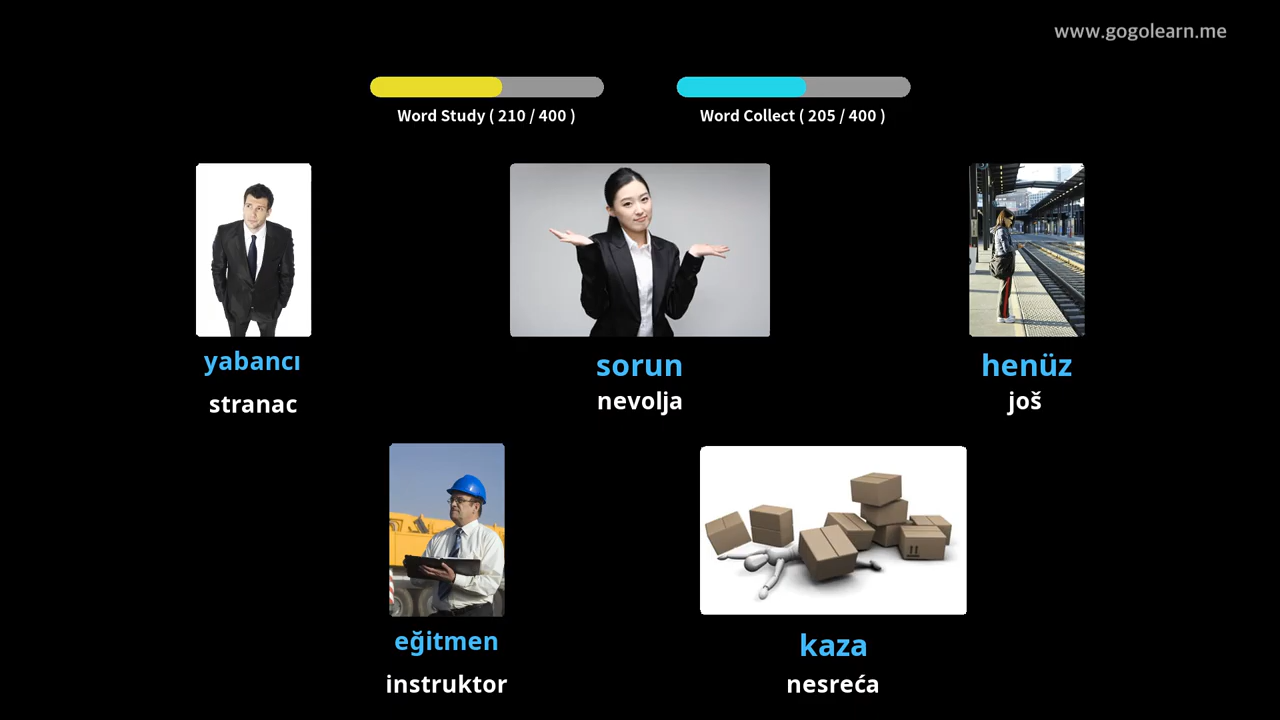 www.gogolearn.me
Word Study ( 210 / 400 )
Word Collect ( 205 / 400 )
yabancı
stranac
sorun
nevolja
henüz
još
eğitmen
instruktor
kaza
nesreća